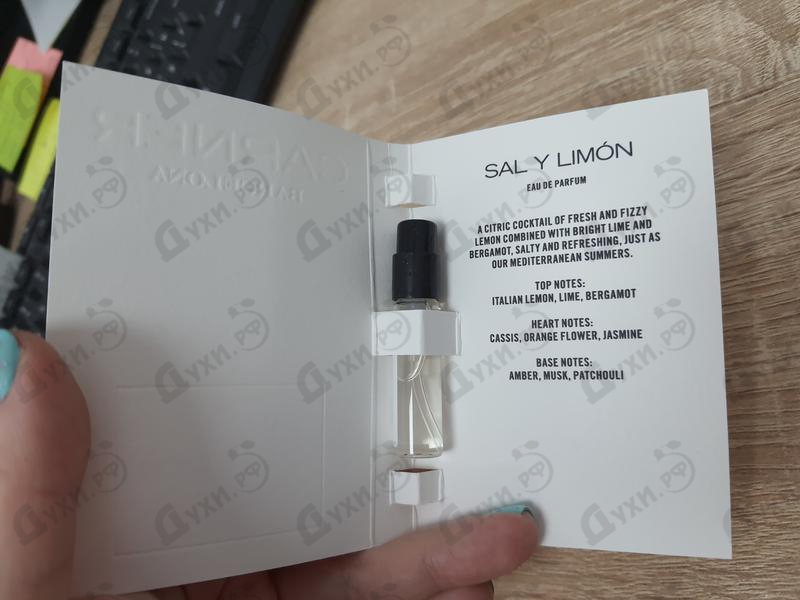 SAL Y LIMÓN
EAU DE PARFUM
A CITRIC COCKTAIL OF FRESH AND FIZZY
LEMON COMBINED WITH BRIGHT LIME AND
BERGAMOT, SALTY AND REFRESHING, JUST AS
OUR MEDITERRANEAN SUMMERS.
TOP NOTES:
ITALIAN LEMON, LIME, BERGAMOT
HEART NOTES:
CASSIS, ORANGE FLOWER, JASMINE
BASE NOTES:
AMBER, MUSK, PATCHOULI
Духи.РФ